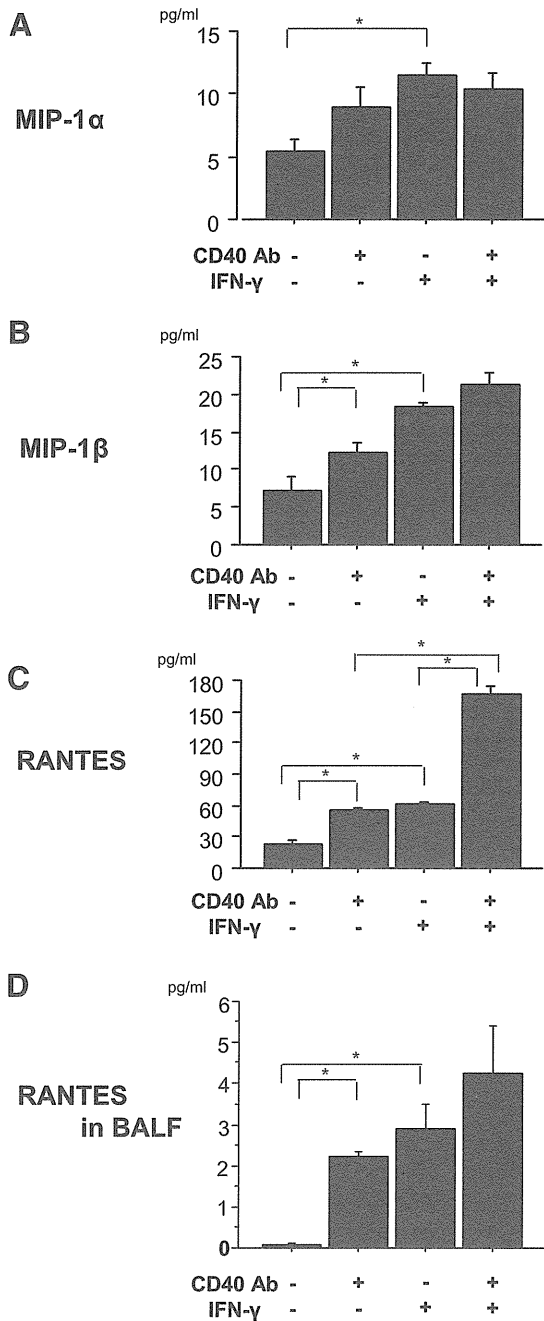 A
pg/ml
*
MIP-1α
15
10
5
0
CD40 Ab - + - +
IFN-γ - - + +
B
pg/ml
*
*
MIP-1β
25
20
15
10
5
0
CD40 Ab - + - +
IFN-γ - - + +
C
pg/ml
*
*
*
*
RANTES
180
150
120
90
60
30
0
CD40 Ab - + - +
IFN-γ - - + +
D
pg/ml
*
*
RANTES
in BALF
6
5
4
3
2
1
0
CD40 Ab - + - +
IFN-γ - - + +